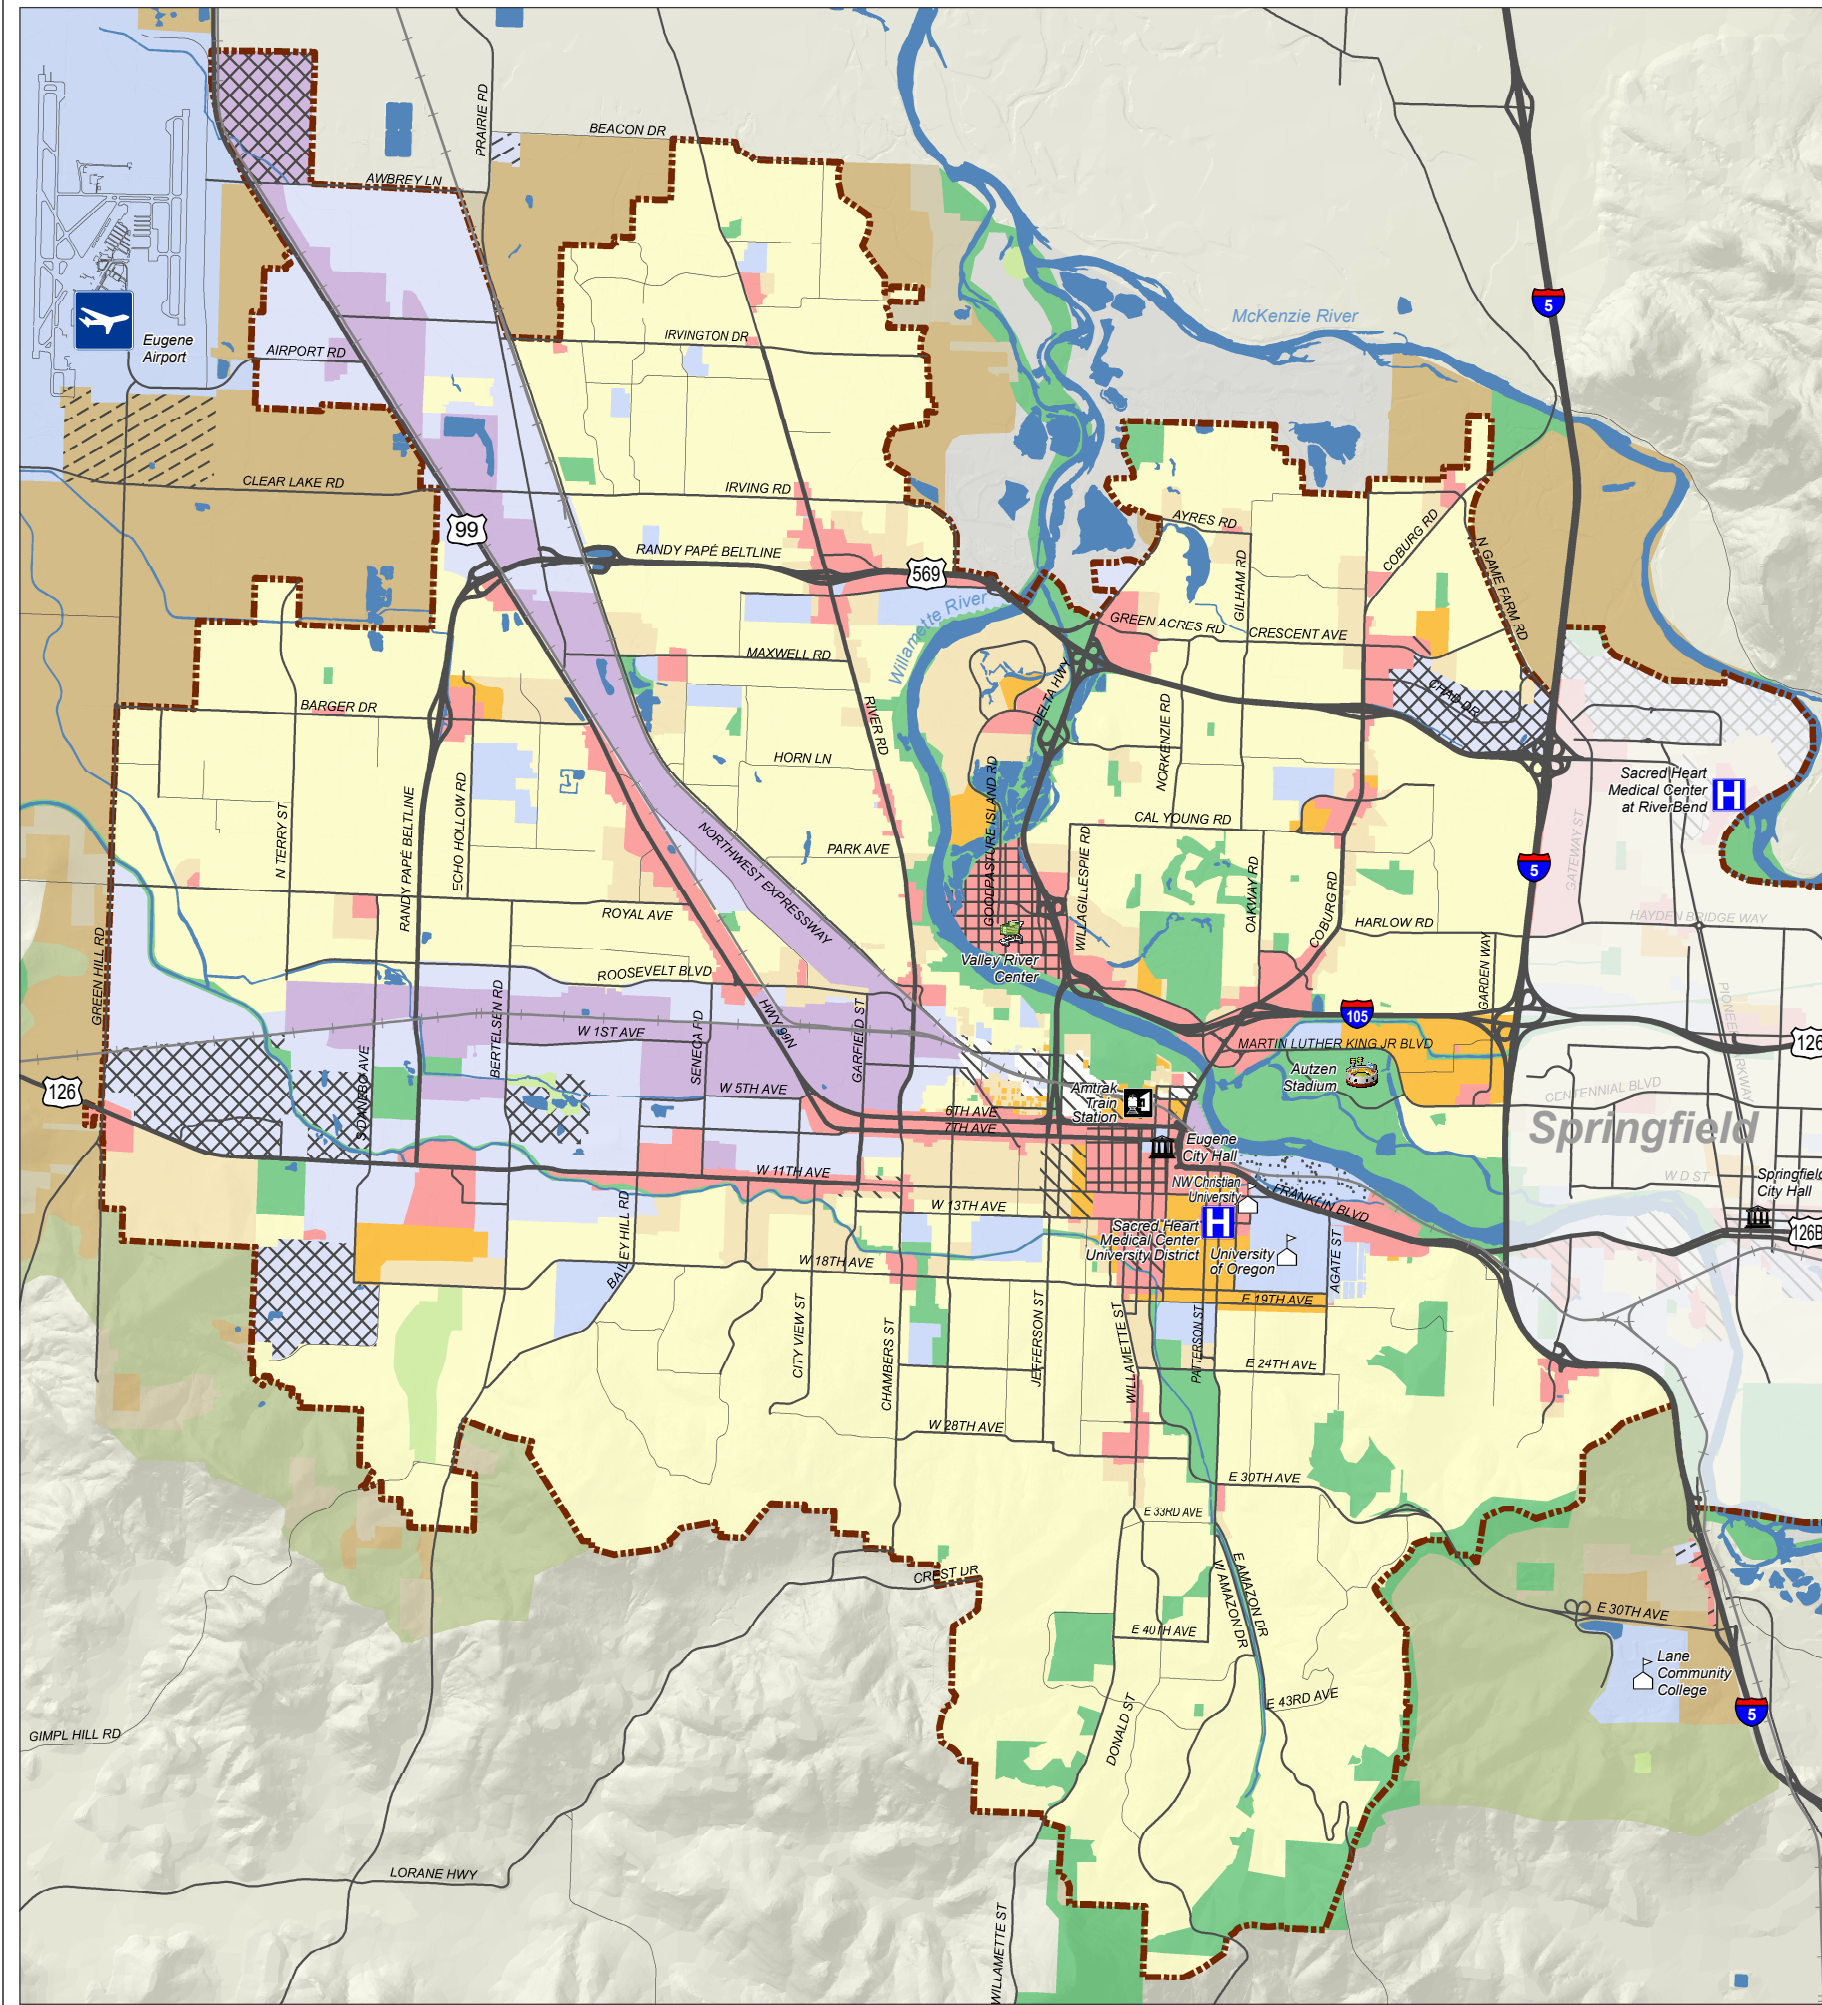 PRAIRIE RD
BEACON DR
AWBREY LN
McKenzie River
5
Eugene
Airport
AIRPORT RD
IRVINGTON DR
CLEAR LAKE RD
IRVING RD
99
RANDY PAPÉ BELTLINE
569
AYRES RD
COBURG RD
N GAME FARM RD
GILHAM RD
Willamette River
GREEN ACRES RD
CRESCENT AVE
MAXWELL RD
CHAD DR
BARGER DR
RIVER RD
DELTA HWY
NORKENZIE RD
HORN LN
Sacred Heart
Medical Center
at RiverBend
H
N TERRY ST
RANDY PAPÉ BELTLINE
ECHO HOLLOW RD
NORTHWEST EXPRESSWAY
PARK AVE
GOODPASTURE ISLAND RD
CAL YOUNG RD
WILLAGILLESPIE RD
OAKWAY RD
COBURG RD
GATEWAY ST
5
ROYAL AVE
HARLOW RD
HAYDEN BRIDGE WAY
GREEN HILL RD
Valley River
Center
ROOSEVELT BLVD
BERTELSEN RD
SENECA RD
HWY 99N
GARFIELD ST
GARDEN WAY
W 1ST AVE
105
MARTIN LUTHER KING JR BLVD
126
126
W 5TH AVE
Amtrak
Train
Station
Autzen
Stadium
CENTENNIAL BLVD
6TH AVE
7TH AVE
Springfield
Eugene
City Hall
W D ST
Springfield
City Hall
W 11TH AVE
NW Christian
University
FRANKLIN BLVD
BAILEY HILL RD
W 13TH AVE
H
Sacred Heart
Medical Center
University District
University
of Oregon
AGATE ST
126B
W 18TH AVE
E 19TH AVE
CITY VIEW ST
CHAMBERS ST
JEFFERSON ST
WILLAMETTE ST
PATTERSON ST
E 24TH AVE
W 28TH AVE
E 30TH AVE
E 33RD AVE
CREST DR
E AMAZON DR
W AMAZON DR
E 40TH AVE
E 30TH AVE
Lane
Community
College
5
E 43RD AVE
DONALD ST
GIMPL HILL RD
LORANE HWY
WILLAMETTE ST